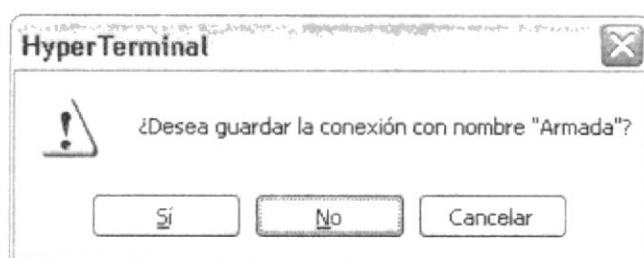 HyperTerminal
¿Desea guardar la conexión con nombre "Armada"?
Sí
No
Cancelar